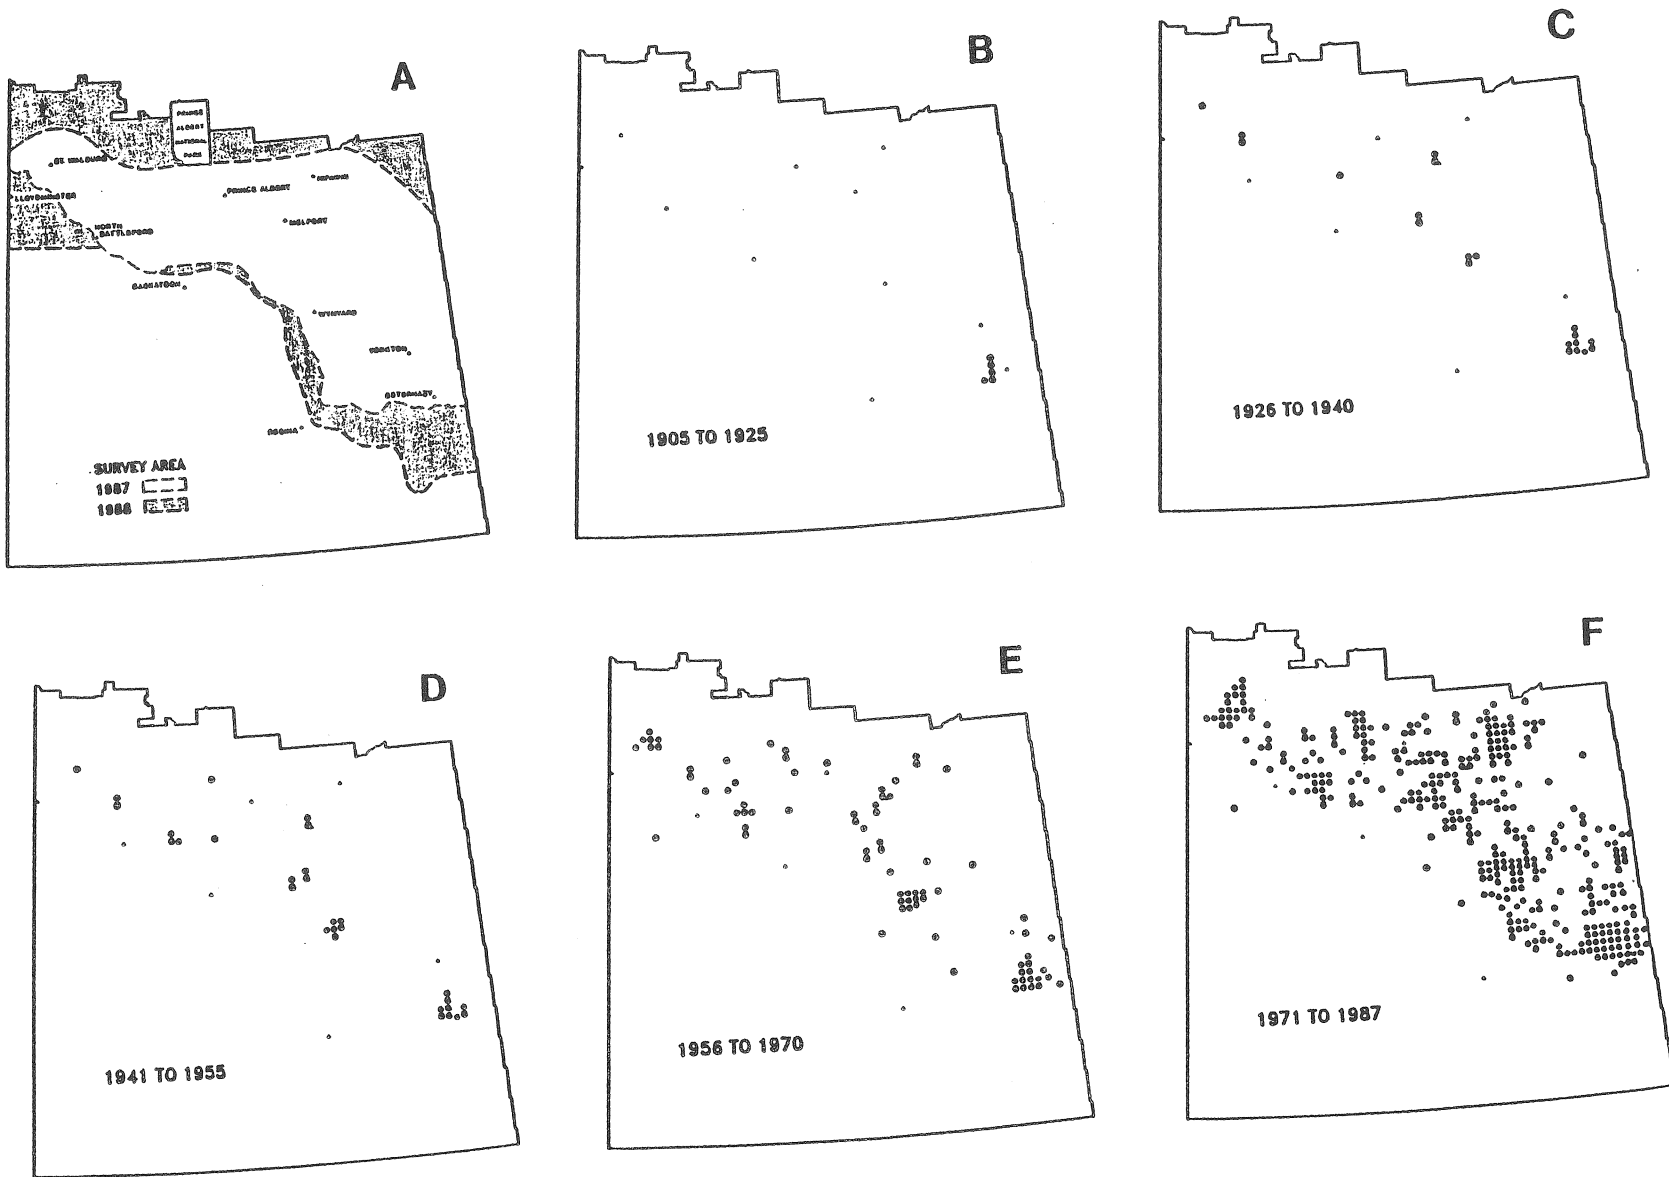 A
PRINCE
ALBERT
NATIONAL
PARK
ST. WALBURG
LLOYDMINSTER
PRINCE ALBERT
NIPAWIN
MELFORT
NORTH
BATTLEFORD
SASKATOON
WYNYARD
YORKTON
ESTERHAZY
REGINA
SURVEY AREA
1987
1988
B
1905 TO 1925
C
1926 TO 1940
D
1941 TO 1955
E
1956 TO 1970
F
1971 TO 1987